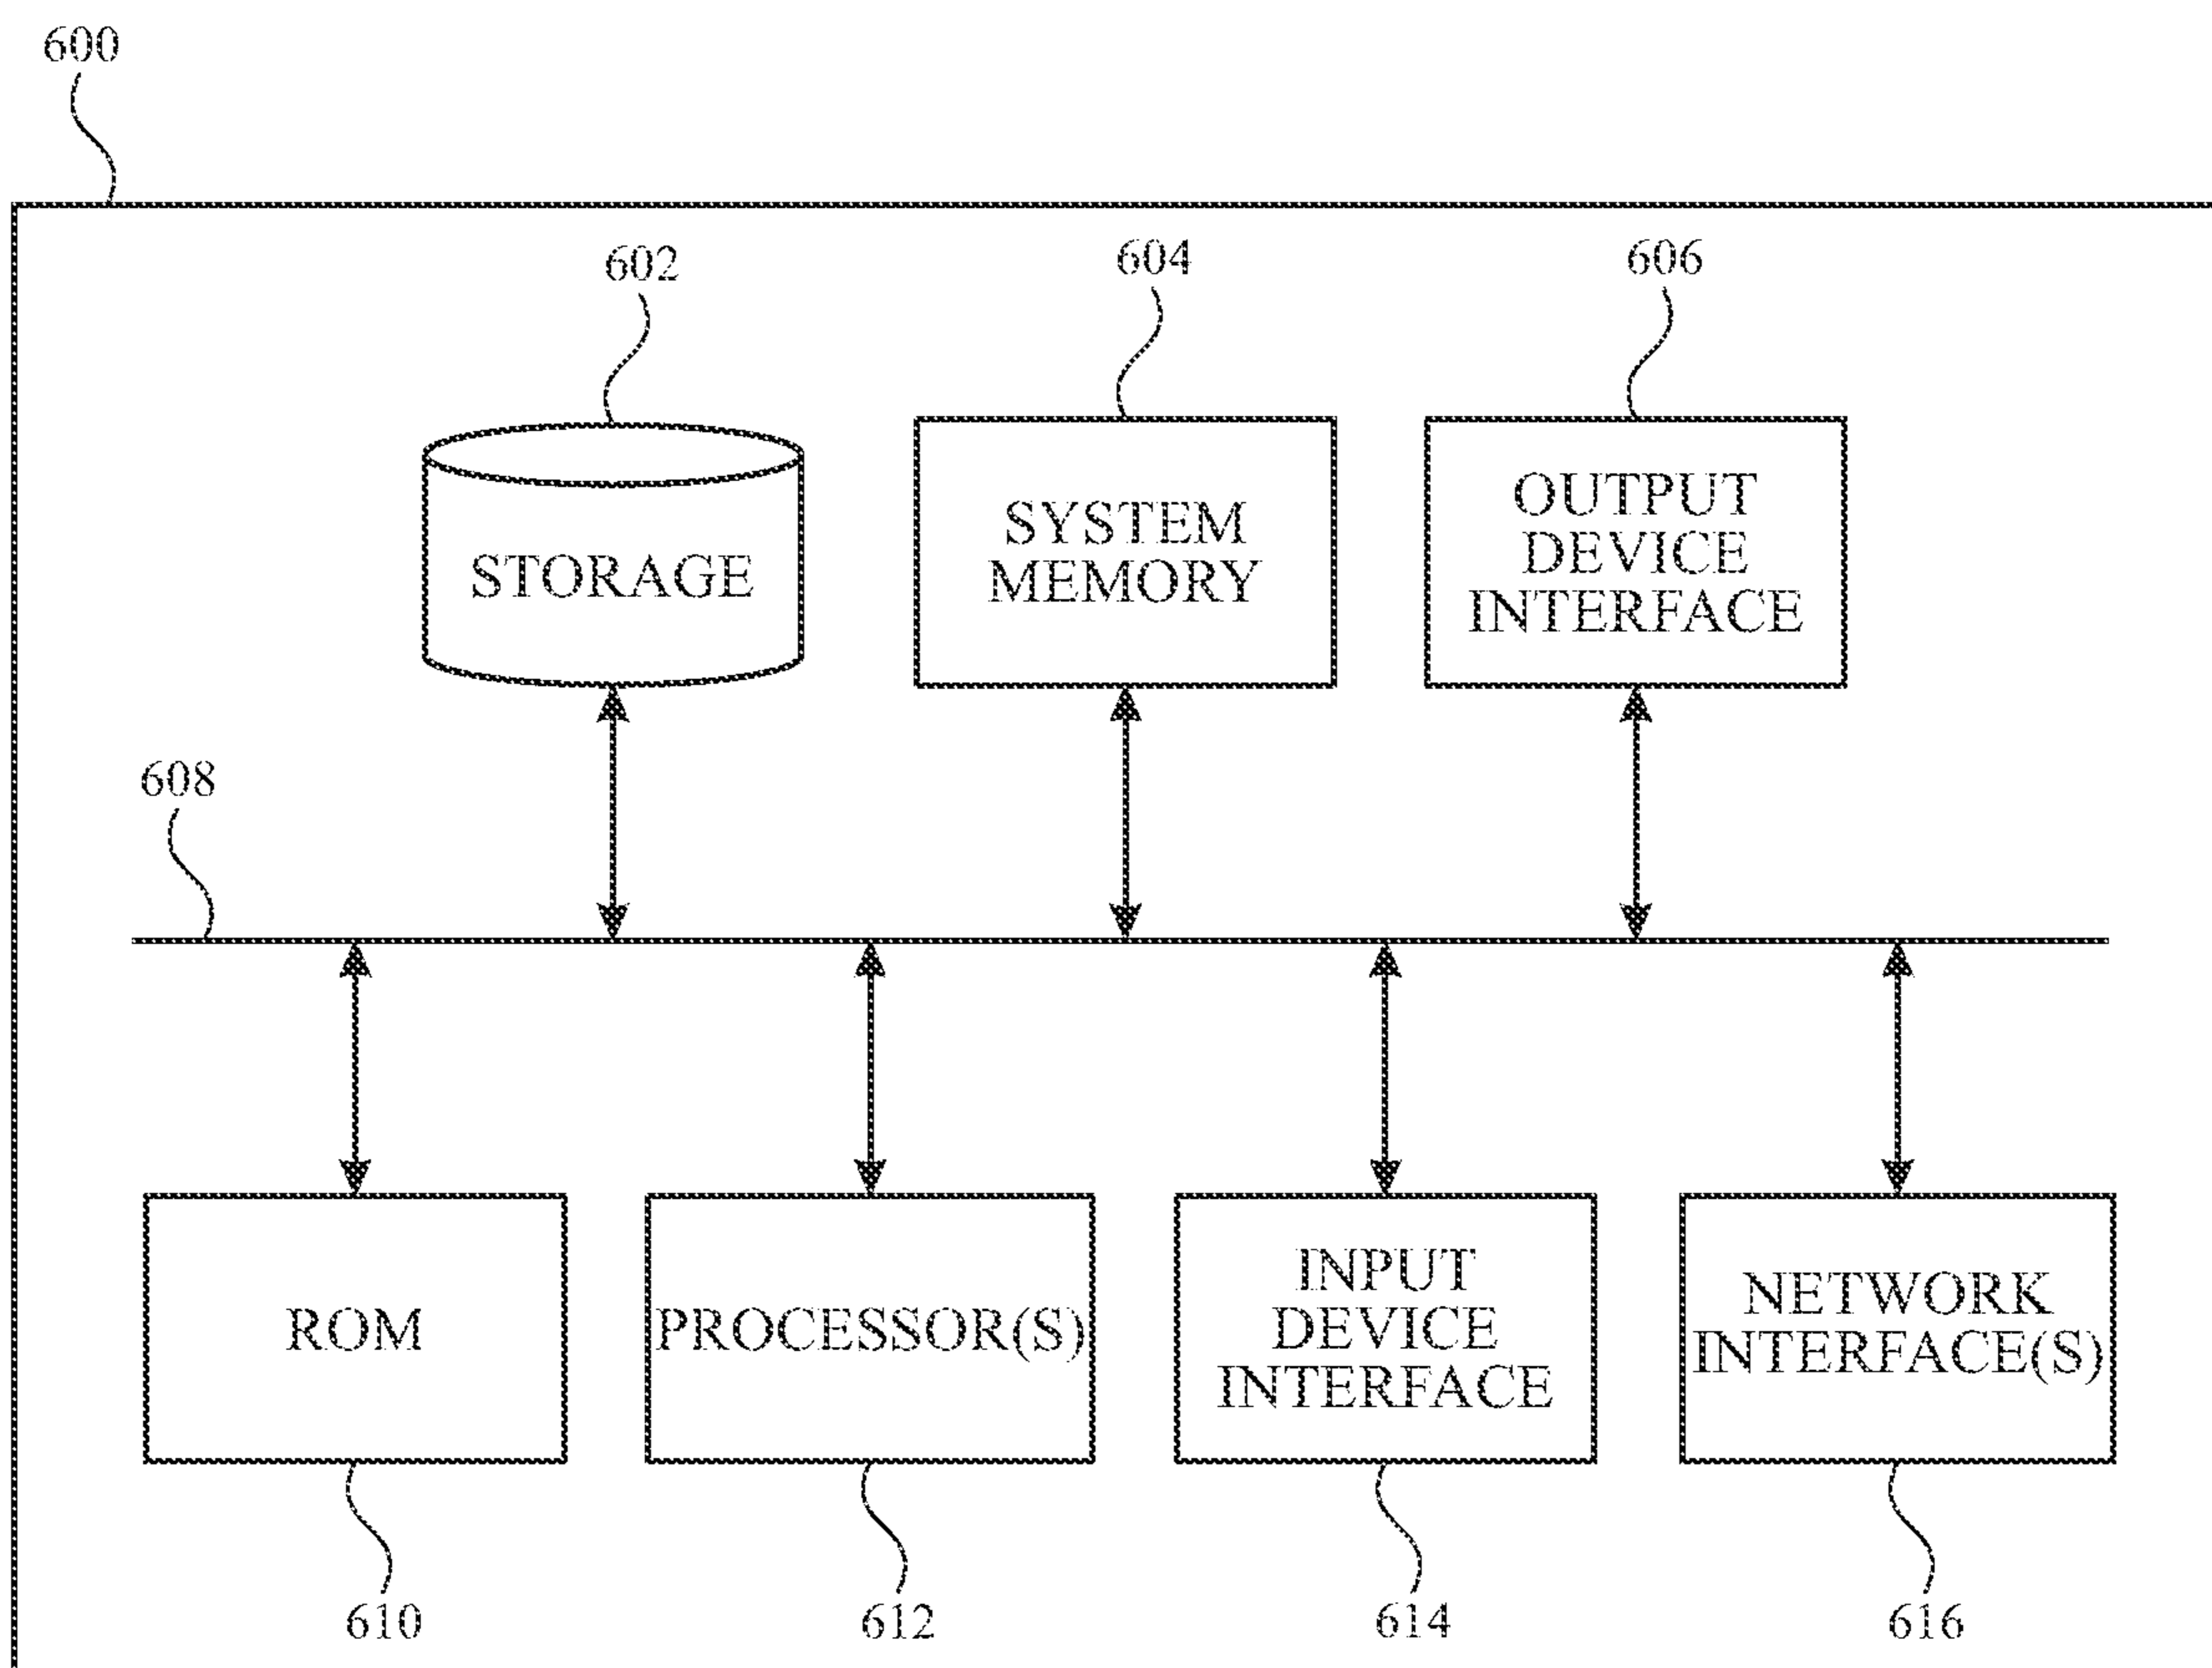 600
602
604
606
STORAGE
SYSTEM
MEMORY
OUTPUT
DEVICE
INTERFACE
608
ROM
PROCESSOR(S)
INPUT
DEVICE
INTERFACE
NETWORK
INTERFACE(S)
610
612
614
616